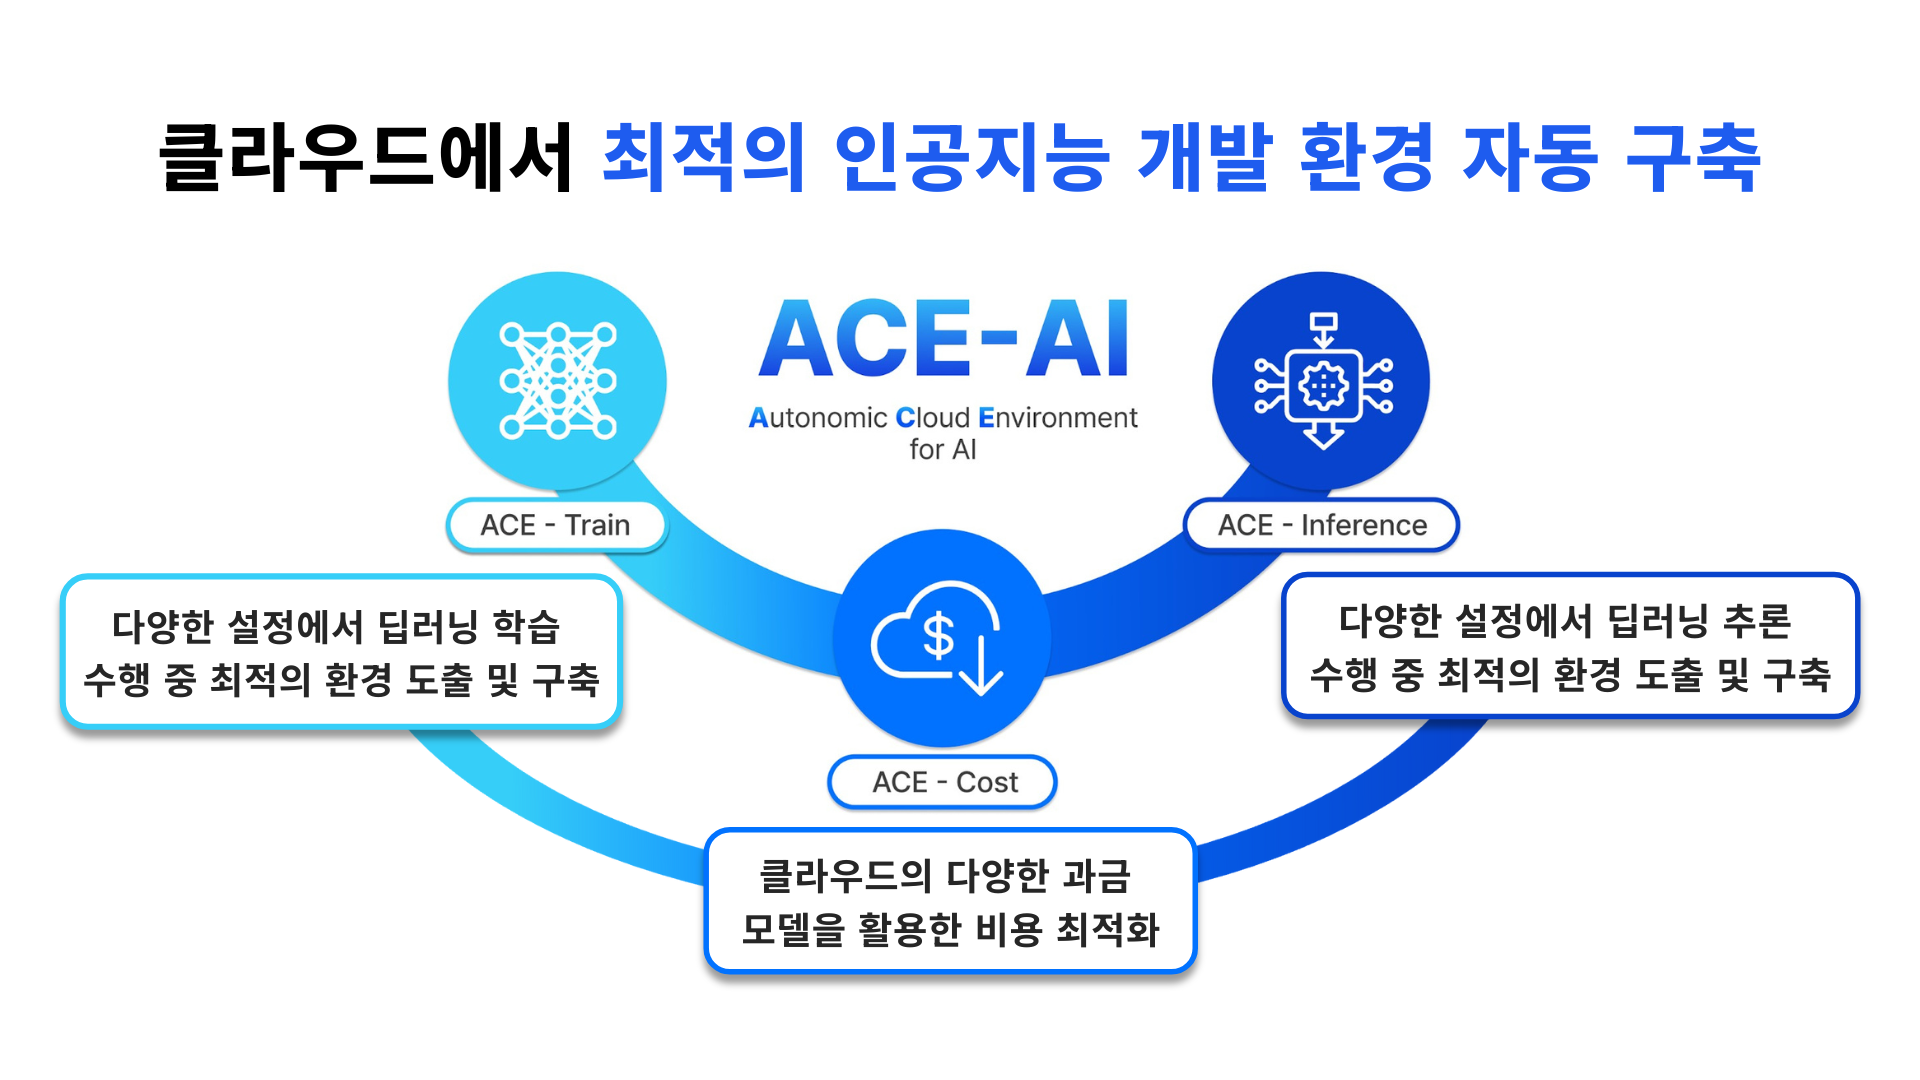 클라우드에서 최적의 인공지능 개발 환경 자동 구축
ACE-AI
Autonomic Cloud Environment
for AI
ACE - Train
ACE - Inference
다양한 설정에서 딥러닝 학습
수행 중 최적의 환경 도출 및 구축
다양한 설정에서 딥러닝 추론
수행 중 최적의 환경 도출 및 구축
$
ACE - Cost
클라우드의 다양한 과금
모델을 활용한 비용 최적화